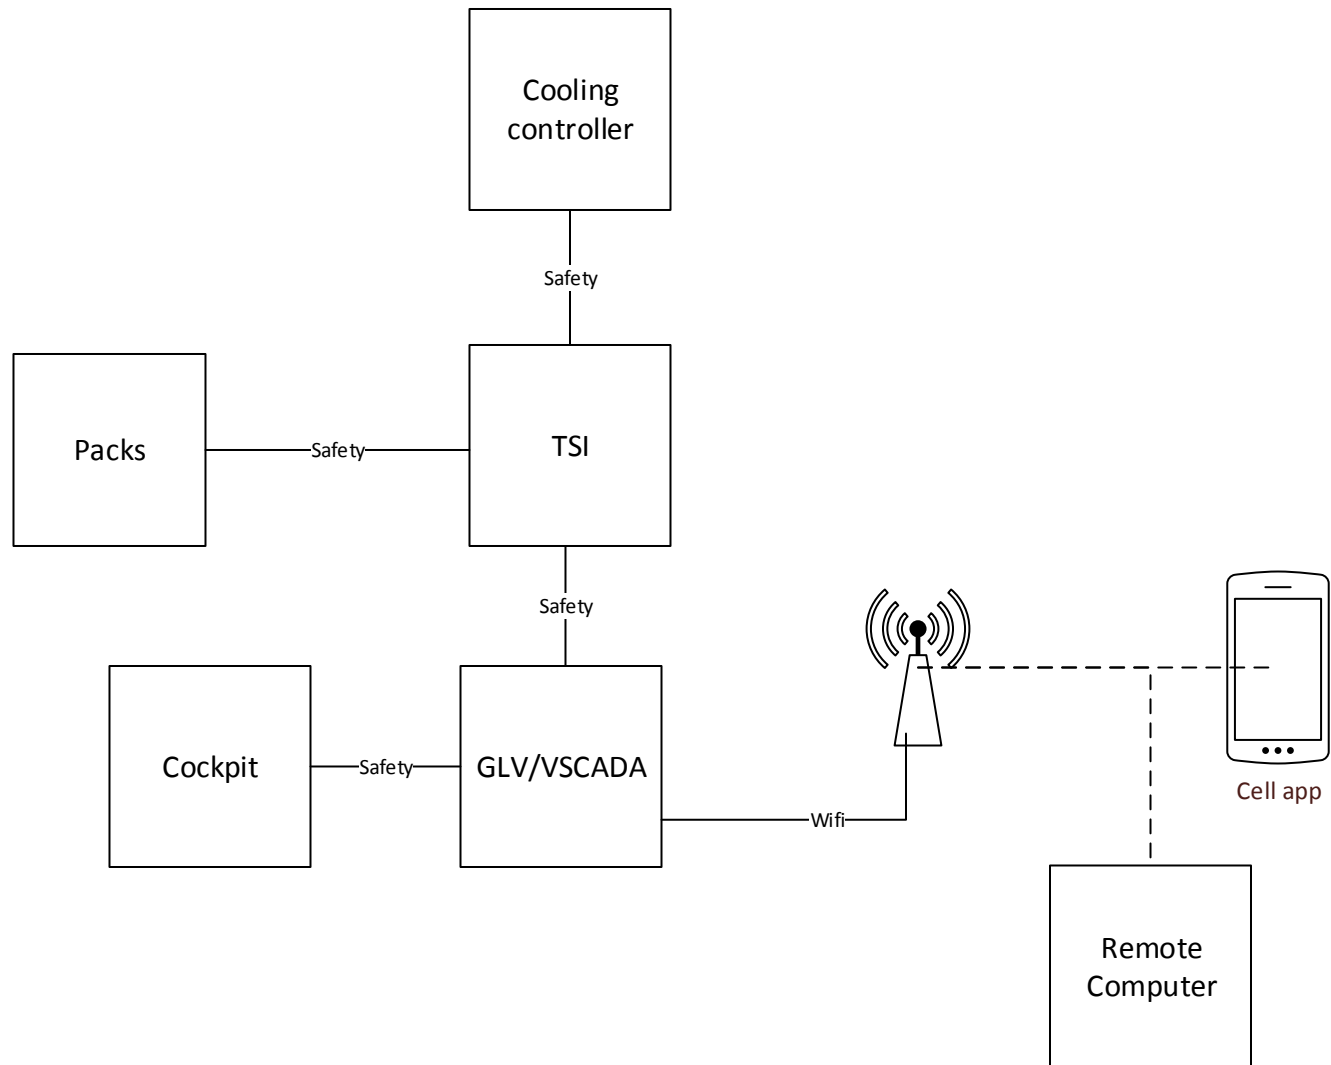 Cooling
controller
Safety
Packs
Safety
TSI
Safety
Cockpit
Safety
GLV/VSCADA
Wifi
Cell app
Remote
Computer